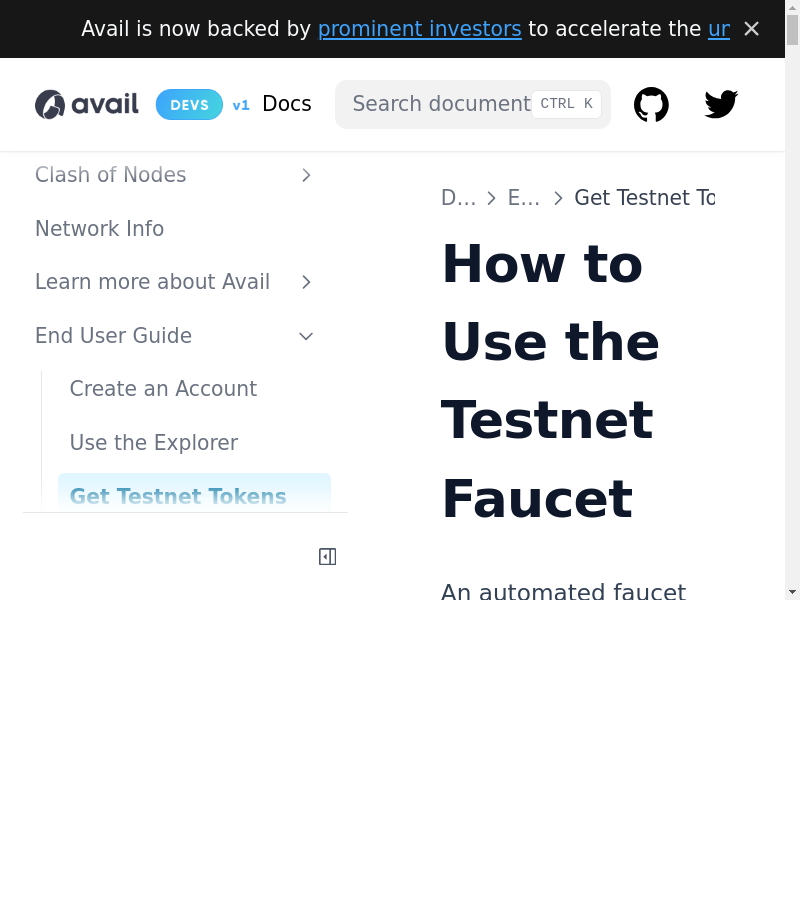 Avail is now backed by prominent investors to accelerate the ur
avail DEVS v1 Docs Search document CTRL K
Clash of Nodes
Network Info
Learn more about Avail
End User Guide
Create an Account
Use the Explorer
Get Testnet Tokens
D… E… Get Testnet To
How to
Use the
Testnet
Faucet
An automated faucet